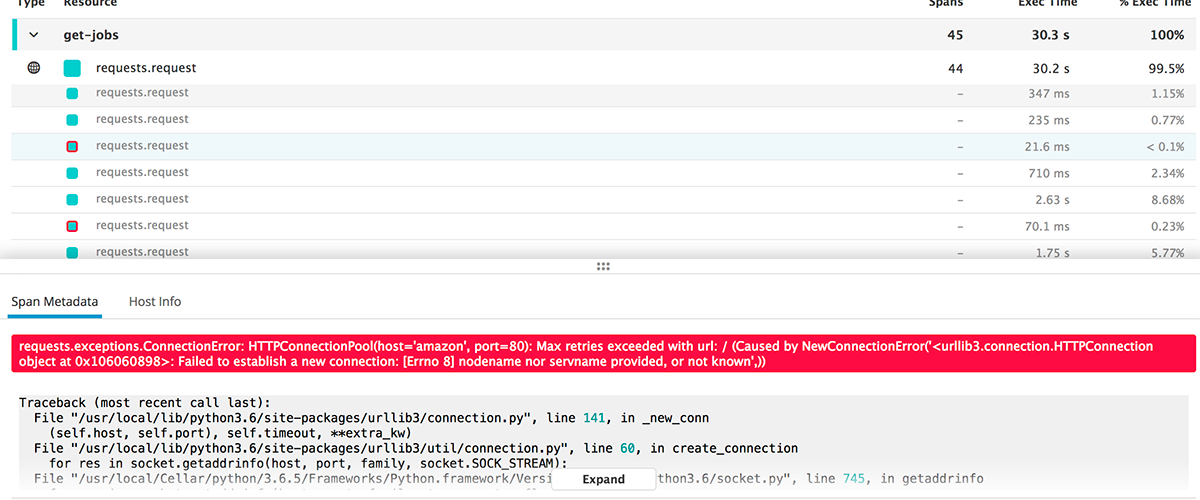 Type Resource Spans Exec Time % Exec Time
get-jobs 45 30.3 s 100%
requests.request 44 30.2 s 99.5%
requests.request – 347 ms 1.15%
requests.request – 235 ms 0.77%
requests.request – 21.6 ms < 0.1%
requests.request – 710 ms 2.34%
requests.request – 2.63 s 8.68%
requests.request – 70.1 ms 0.23%
requests.request – 1.75 s 5.77%
Span Metadata Host Info
requests.exceptions.ConnectionError: HTTPConnectionPool(host='amazon', port=80): Max retries exceeded with url: / (Caused by NewConnectionError('<urllib3.connection.HTTPConnection
object at 0x106060898>: Failed to establish a new connection: [Errno 8] nodename nor servname provided, or not known',))
Traceback (most recent call last):
File "/usr/local/lib/python3.6/site-packages/urllib3/connection.py", line 141, in _new_conn
(self.host, self.port), self.timeout, **extra_kw)
File "/usr/local/lib/python3.6/site-packages/urllib3/util/connection.py", line 60, in create_connection
for res in socket.getaddrinfo(host, port, family, socket.SOCK_STREAM):
File "/usr/local/Cellar/python/3.6.5/Frameworks/Python.framework/Versi Expand thon3.6/socket.py", line 745, in getaddrinfo